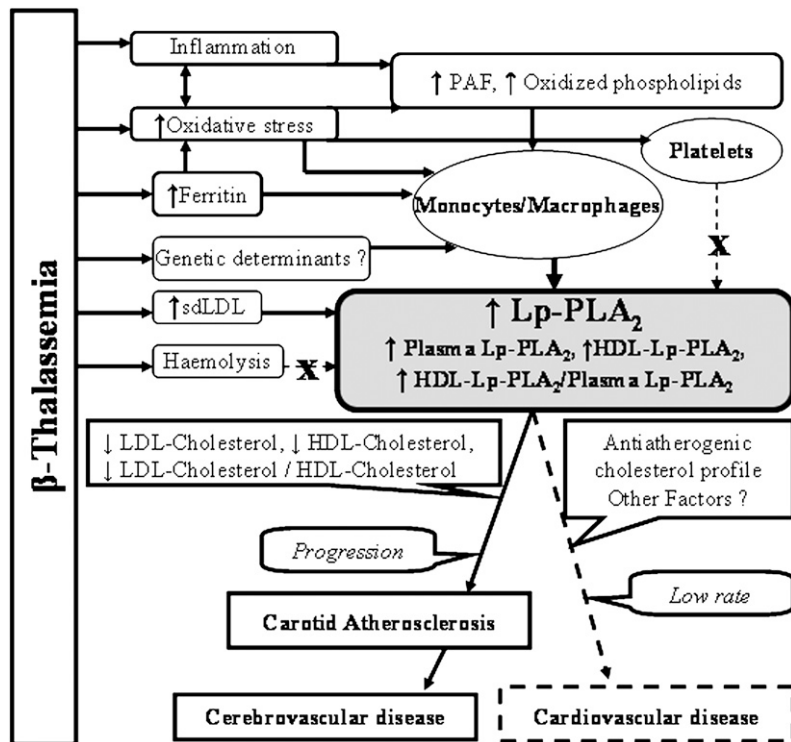 β-Thalassemia
Inflammation
↑ PAF, ↑ Oxidized phospholipids
↑Oxidative stress
Platelets
↑Ferritin
Monocytes/Macrophages
X
Genetic determinants ?
↑sdLDL
↑ Lp-PLA₂
↑ Plasma Lp-PLA₂, ↑HDL-Lp-PLA₂,
↑ HDL-Lp-PLA₂/Plasma Lp-PLA₂
Haemolysis
X
↓ LDL-Cholesterol, ↓ HDL-Cholesterol,
↓ LDL-Cholesterol / HDL-Cholesterol
Antiatherogenic
cholesterol profile
Other Factors ?
Progression
Low rate
Carotid Atherosclerosis
Cerebrovascular disease
Cardiovascular disease